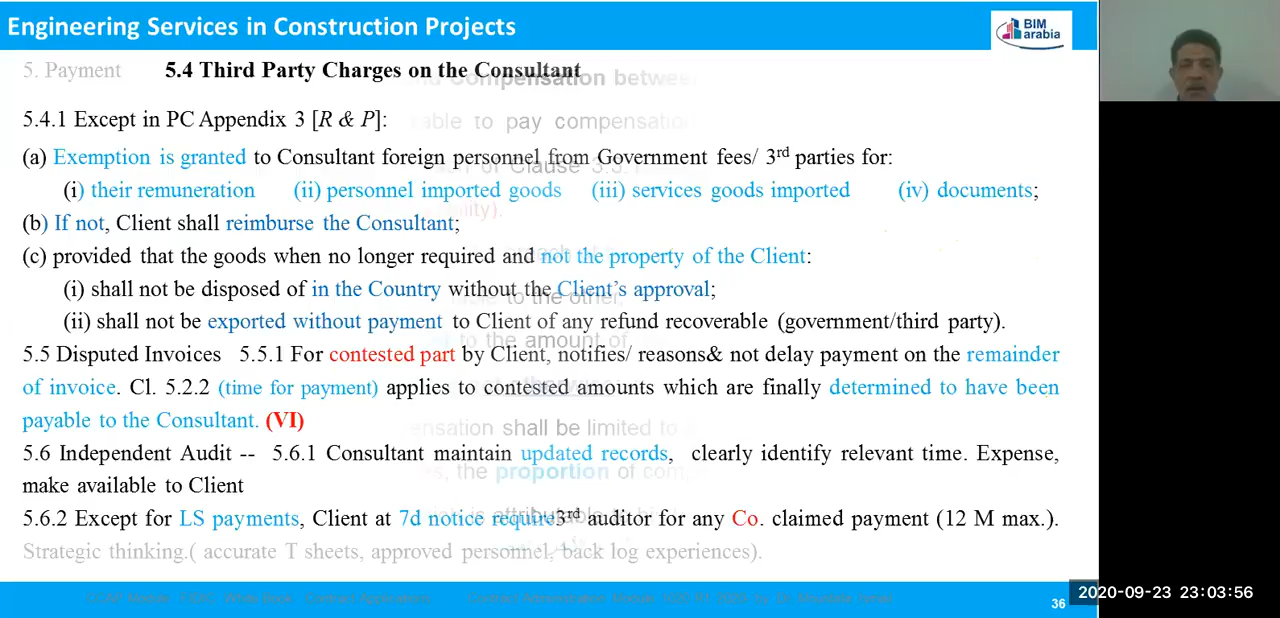 Engineering Services in Construction Projects
BIM
arabia
5. Payment 5.4 Third Party Charges on the Consultant
5.4.1 Except in PC Appendix 3 [R & P]:
(a) Exemption is granted to Consultant foreign personnel from Government fees/ 3rd parties for:
(i) their remuneration (ii) personnel imported goods (iii) services goods imported (iv) documents;
(b) If not, Client shall reimburse the Consultant;
(c) provided that the goods when no longer required and not the property of the Client:
(i) shall not be disposed of in the Country without the Client's approval;
(ii) shall not be exported without payment to Client of any refund recoverable (government/third party).
5.5 Disputed Invoices 5.5.1 For contested part by Client, notifies/ reasons& not delay payment on the remainder
of invoice. Cl. 5.2.2 (time for payment) applies to contested amounts which are finally determined to have been
payable to the Consultant. (VI)
5.6 Independent Audit -- 5.6.1 Consultant maintain updated records, clearly identify relevant time. Expense,
make available to Client
5.6.2 Except for LS payments, Client at 7d notice require 3rd auditor for any Co. claimed payment (12 M max.).
Strategic thinking.( accurate T sheets, approved personnel, back log experiences).
36
2020-09-23 23:03:56